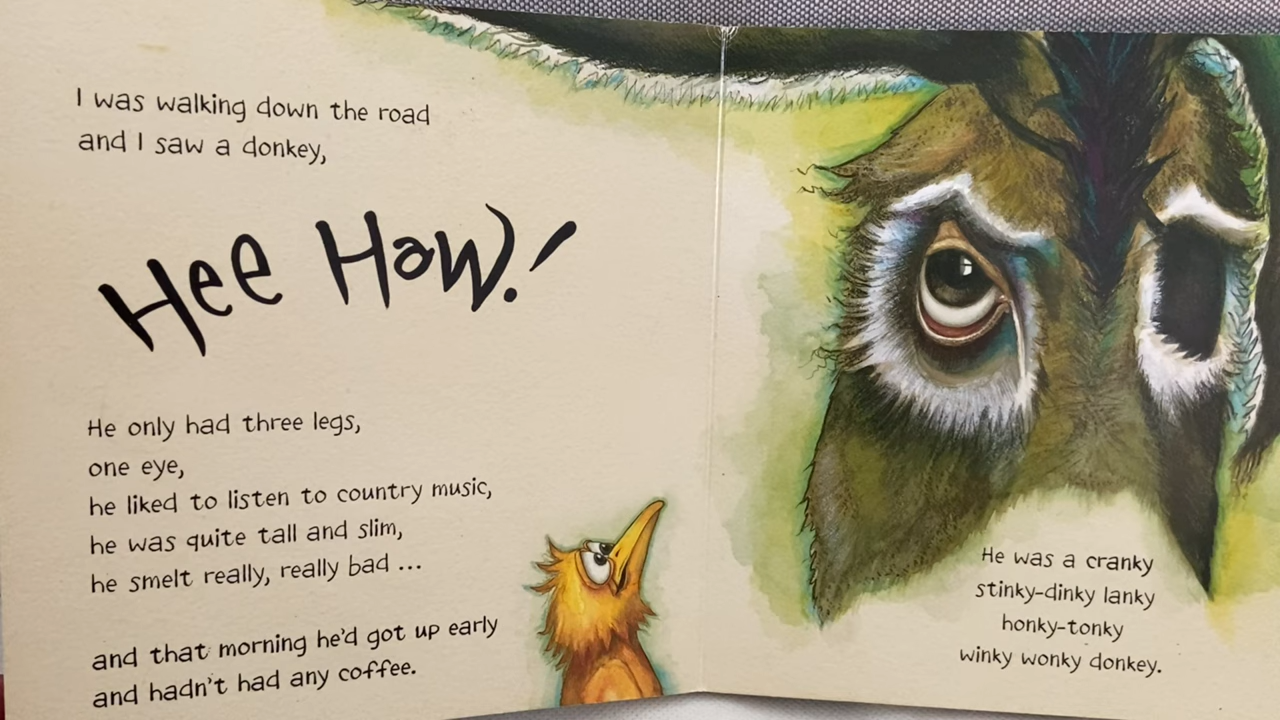 I was walking down the road
and I saw a donkey,
Hee Haw!
He only had three legs,
one eye,
he liked to listen to country music,
he was quite tall and slim,
he smelt really, really bad ...
and that morning he'd got up early
and hadn't had any coffee.
He was a cranky
stinky-dinky lanky
honky-tonky
winky wonky donkey.